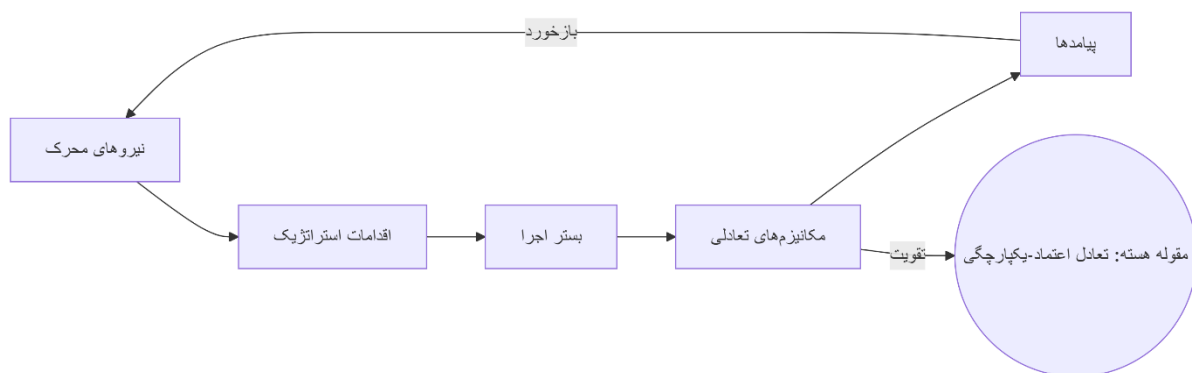 پیامدها
بازخورد
نیروهای محرک
اقدامات استراتژیک
بستر اجرا
مکانیزم‌های تعادلی
تقویت
مقوله هسته: تعادل اعتماد-یکپارچگی